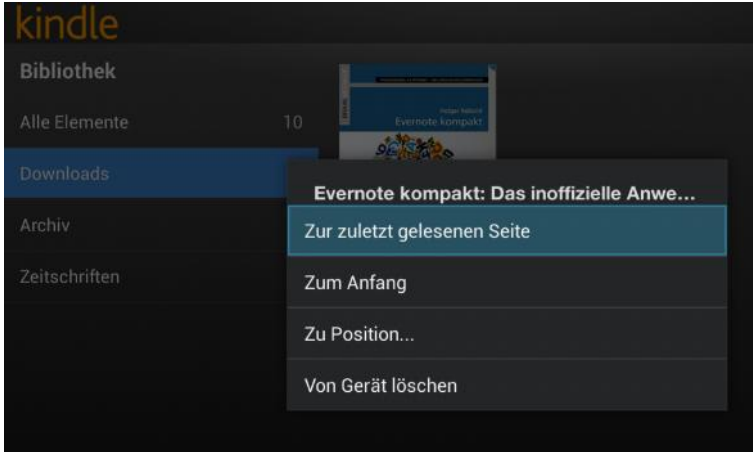 kindle
Bibliothek
Alle Elemente 10
Downloads
Archiv
Zeitschriften
Evernote kompakt
Evernote kompakt: Das inoffizielle Anwe...
Zur zuletzt gelesenen Seite
Zum Anfang
Zu Position...
Von Gerät löschen